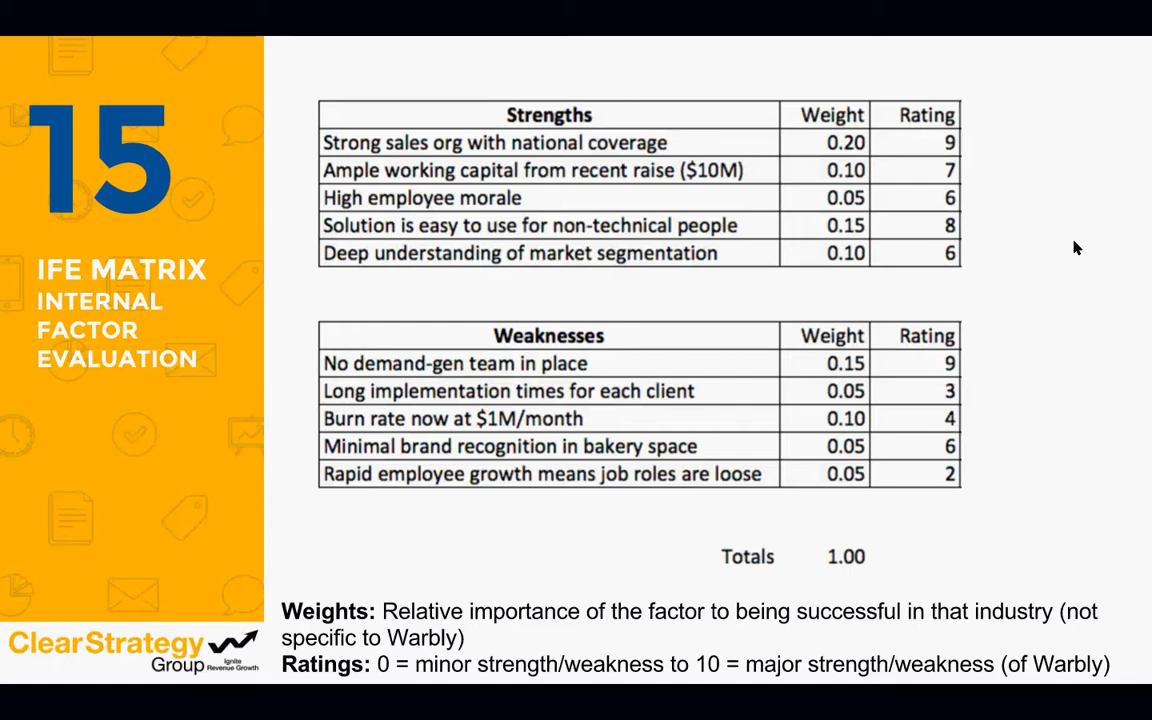 15
IFE MATRIX
INTERNAL
FACTOR
EVALUATION
Strengths Weight Rating
Strong sales org with national coverage 0.20 9
Ample working capital from recent raise ($10M) 0.10 7
High employee morale 0.05 6
Solution is easy to use for non-technical people 0.15 8
Deep understanding of market segmentation 0.10 6
Weaknesses Weight Rating
No demand-gen team in place 0.15 9
Long implementation times for each client 0.05 3
Burn rate now at $1M/month 0.10 4
Minimal brand recognition in bakery space 0.05 6
Rapid employee growth means job roles are loose 0.05 2
Totals 1.00
Weights: Relative importance of the factor to being successful in that industry (not
specific to Warbly)
Ratings: 0 = minor strength/weakness to 10 = major strength/weakness (of Warbly)
ClearStrategy
Group Ignite
Revenue Growth